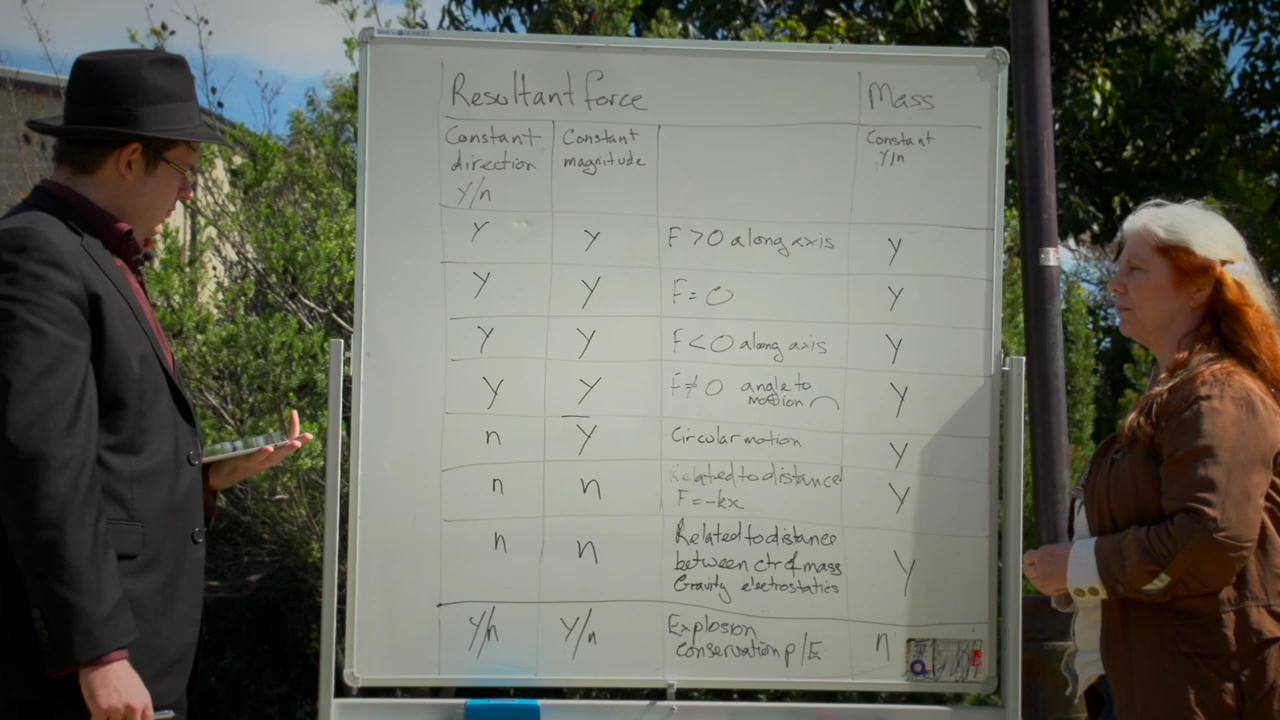 Resultant force Mass
Constant direction Y/n Constant magnitude Constant Y/n
Y Y F > 0 along axis Y
Y Y F = 0 Y
Y Y F < 0 along axis Y
Y Y F ≠ 0 angle to motion Y
n Y Circular motion Y
n n Related to distance F = -kx Y
n n Related to distance between ctr of mass Gravity electrostatics Y
Y/n Y/n Explosion conservation p/E n